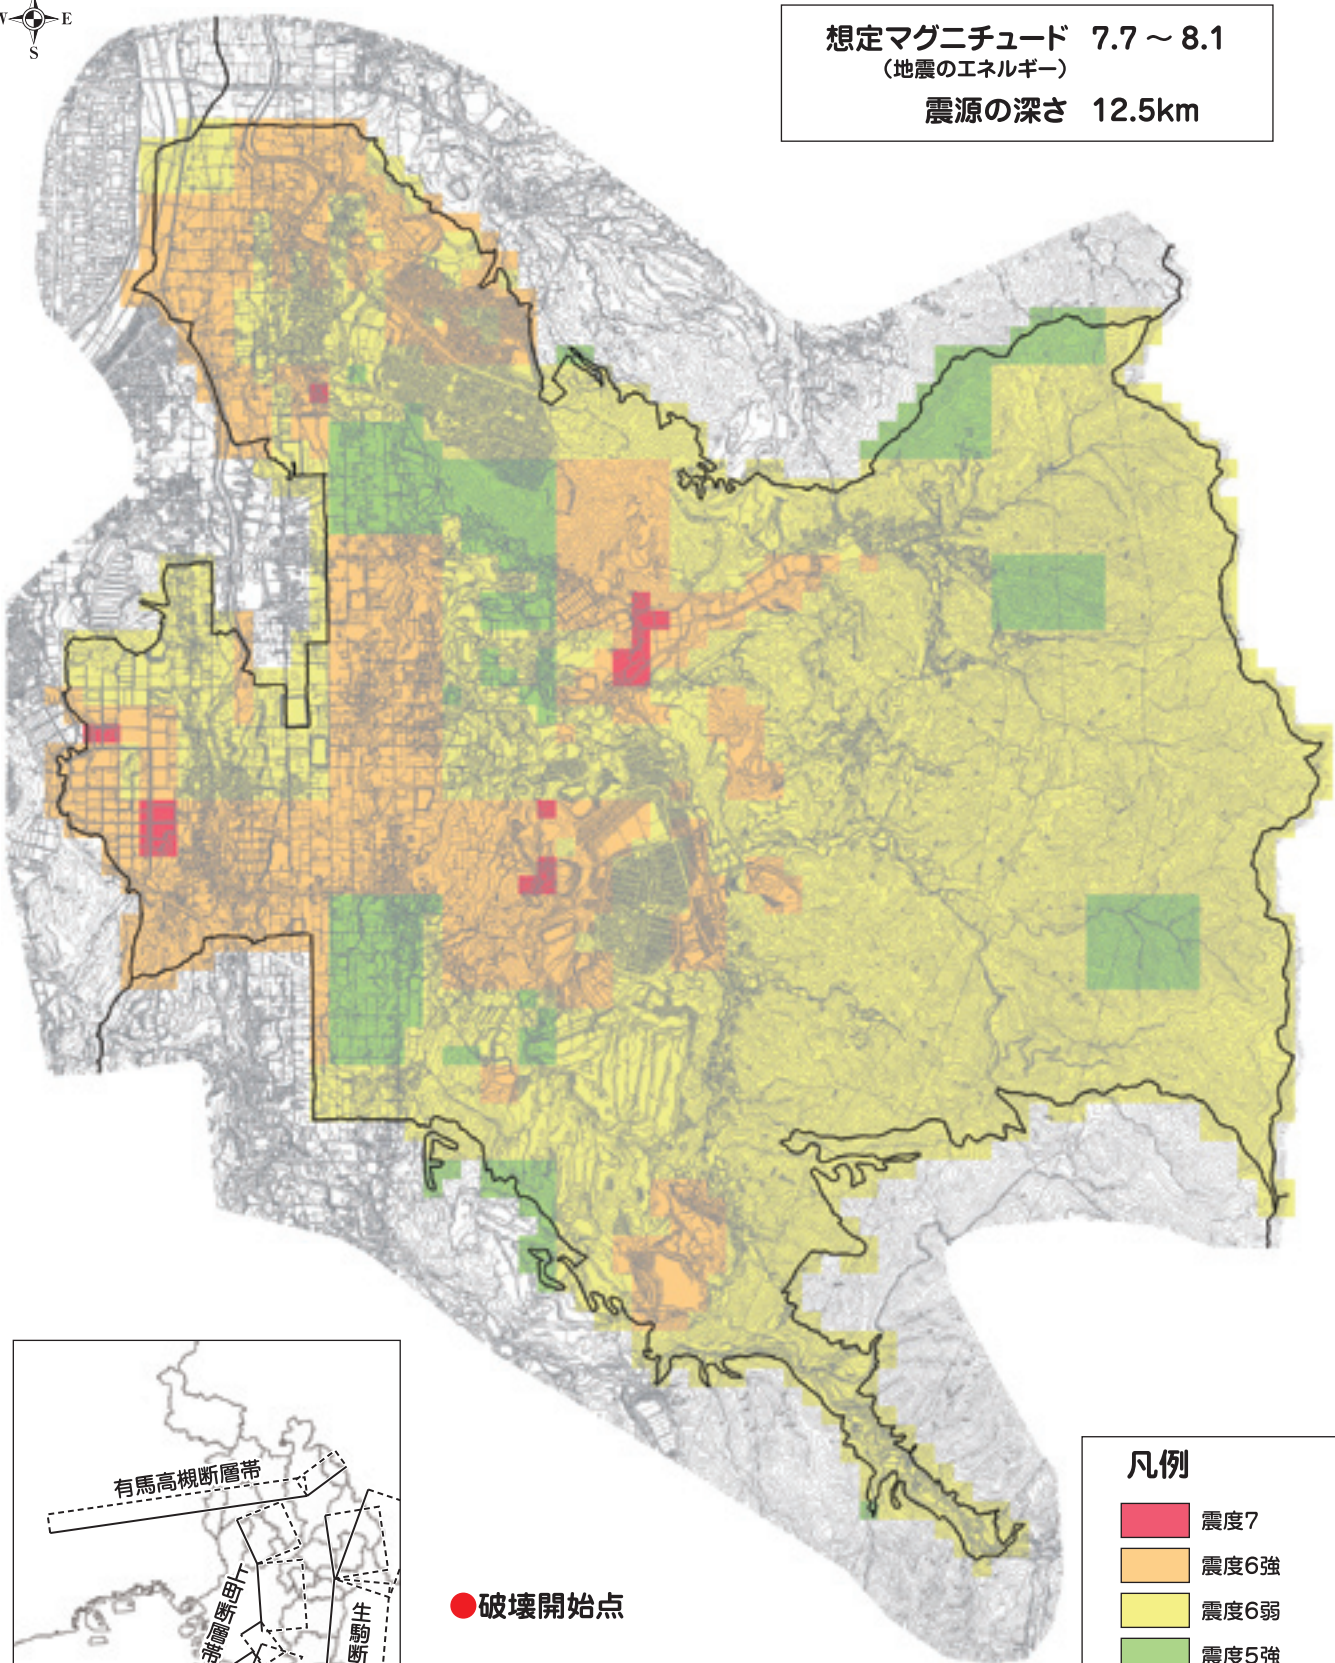 E
S
想定マグニチュード 7.7 ～ 8.1
（地震のエネルギー）
震源の深さ 12.5km
有馬高槻断層帯
上町断層帯
生駒断
●破壊開始点
凡例
震度7
震度6強
震度6弱
震度5強